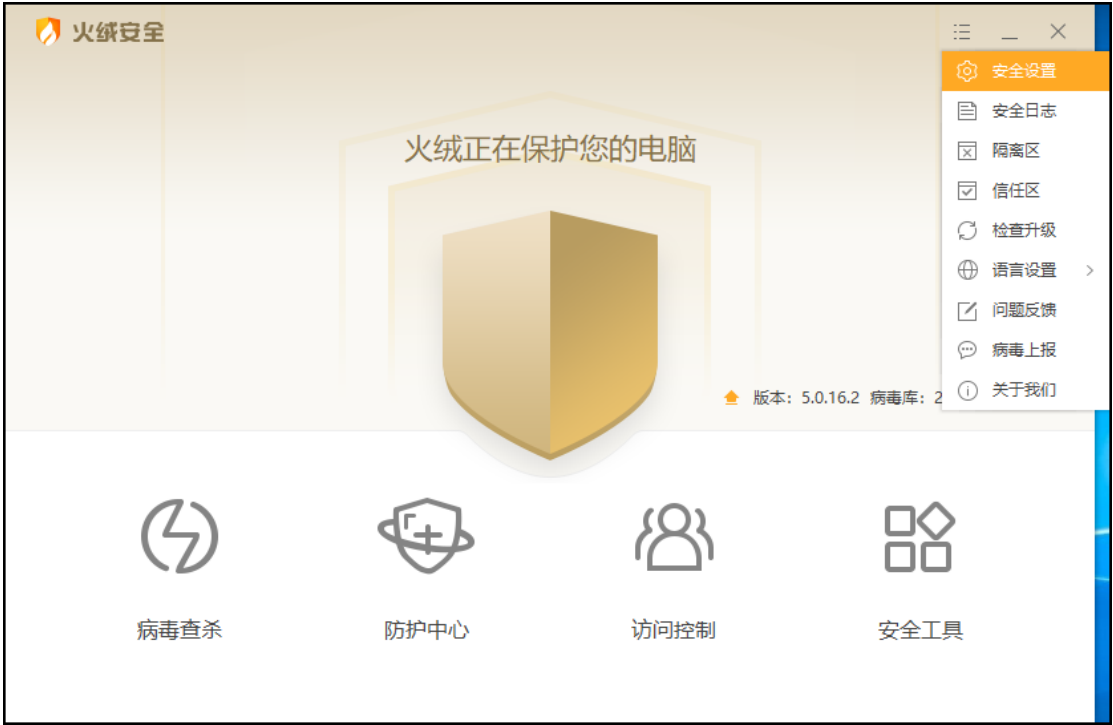 火绒安全
安全设置
安全日志
隔离区
信任区
检查升级
语言设置
问题反馈
病毒上报
关于我们
火绒正在保护您的电脑
版本：5.0.16.2 病毒库：2
病毒查杀
防护中心
访问控制
安全工具